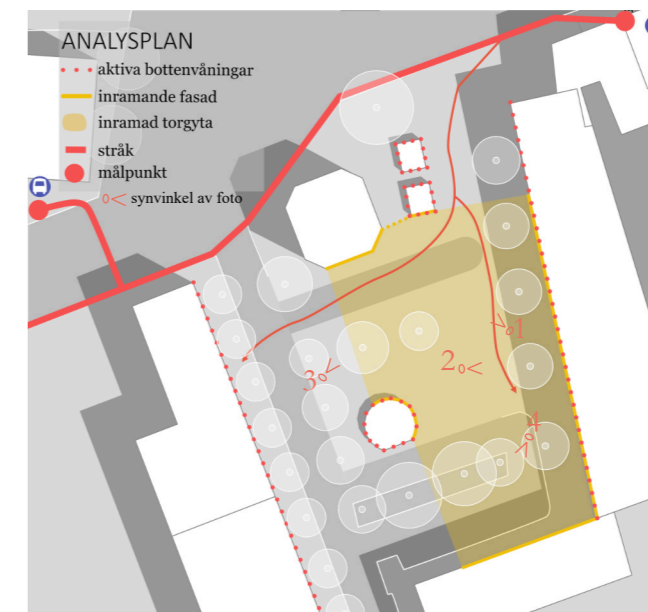 ANALYSPLAN
aktiva bottenvåningar
inramande fasad
inramad torgyta
stråk
målpunkt
synvinkel av foto
1
2
3
4